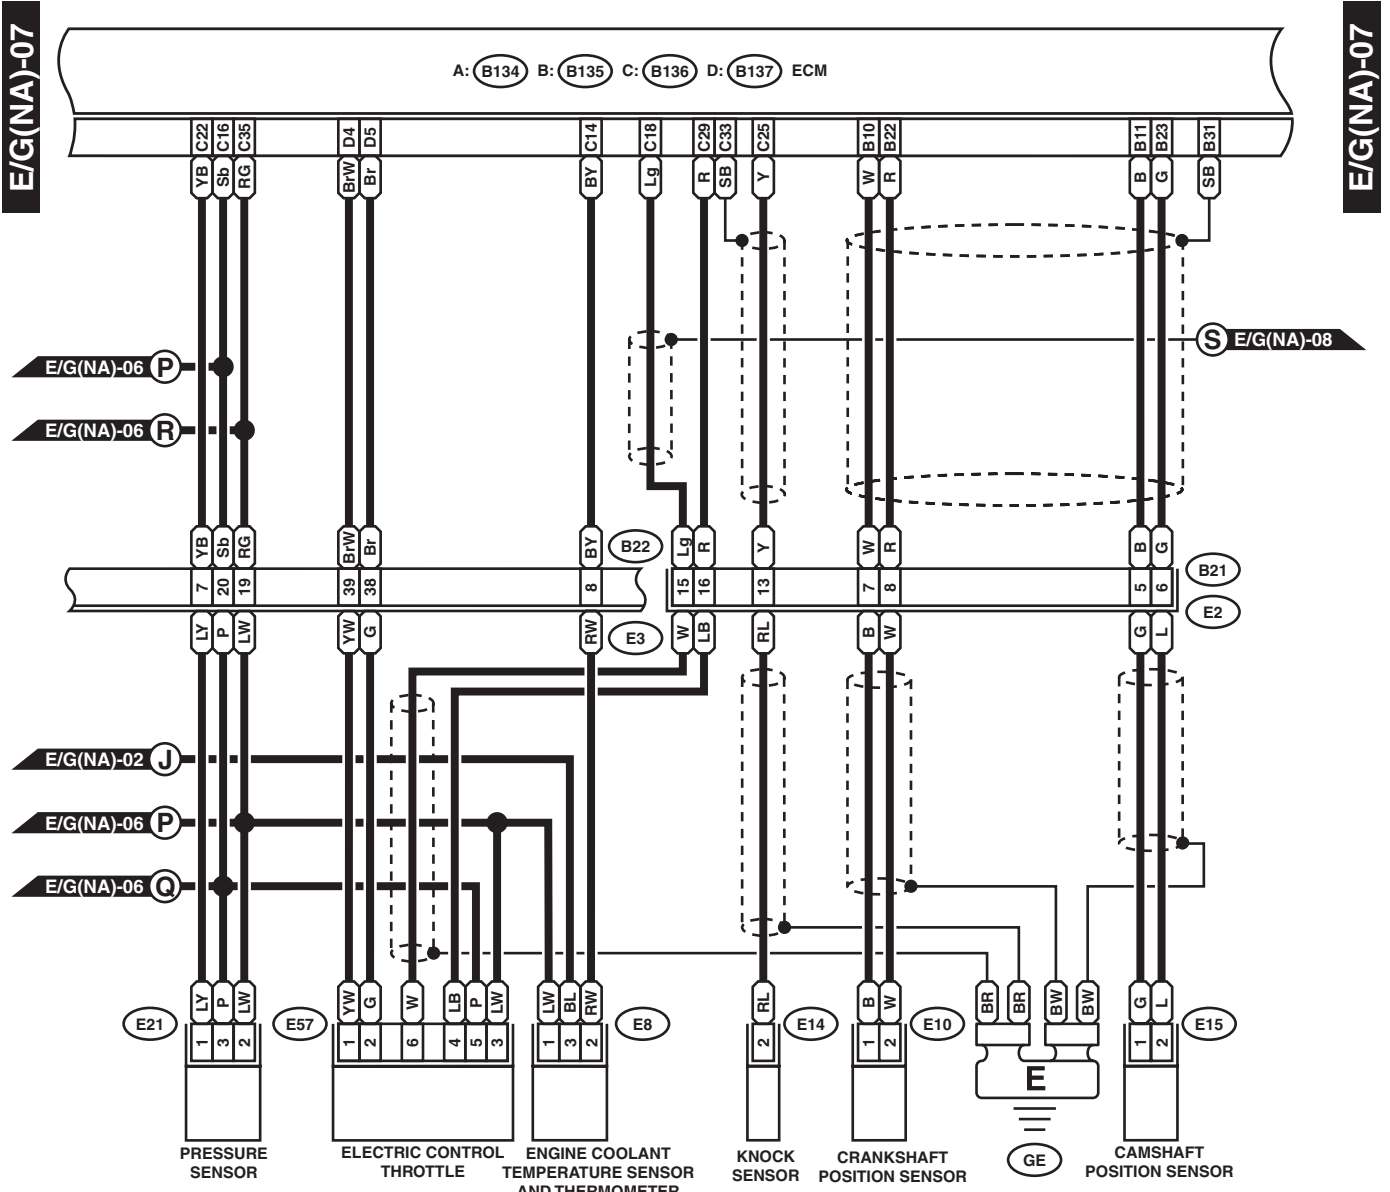 E/G(NA)-07
E/G(NA)-07
A: B134 B: B135 C: B136 D: B137 ECM
C22 C16 C35 D4 D5 C14 C18 C29 C33 C25 B10 B22 B11 B23 B31
YB Sb RG BrW Br BY Lg R SB Y W R B G SB
S E/G(NA)-08
E/G(NA)-06 P
E/G(NA)-06 R
YB Sb RG BrW Br BY B22 Lg R Y W R B G
B21
7 20 19 39 38 8 15 16 13 7 8 5 6
E2
LY P LW YW G RW E3 W LB RL B W G L
E/G(NA)-02 J
E/G(NA)-06 P
E/G(NA)-06 Q
LY P LW YW G W LB P LW LW BL RW RL B W BR BR BW BW G L
E21 E57 E8 E14 E10 E15
1 3 2 1 2 6 4 5 3 1 3 2 2 1 2 1 2
E
GE
PRESSURE
SENSOR
ELECTRIC CONTROL
THROTTLE
ENGINE COOLANT
TEMPERATURE SENSOR
AND THERMOMETER
KNOCK
SENSOR
CRANKSHAFT
POSITION SENSOR
CAMSHAFT
POSITION SENSOR